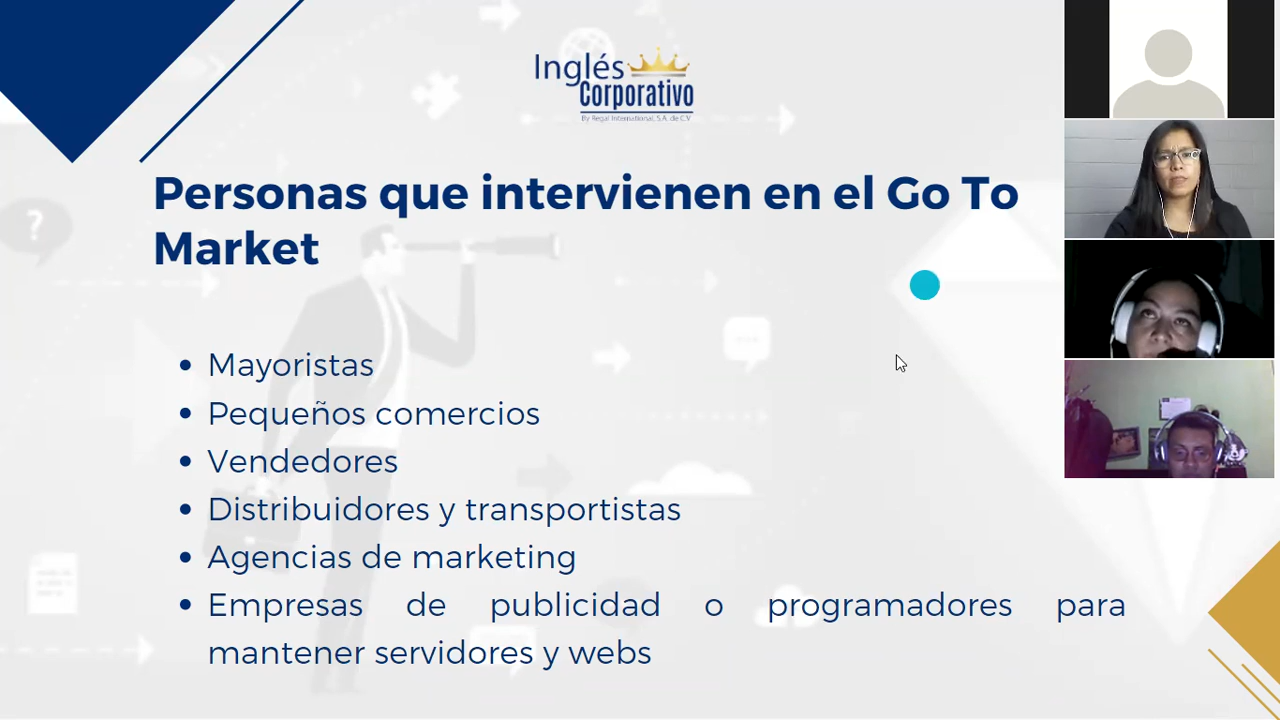 Inglés
Corporativo
By Regal International, S.A. de C.V
Personas que intervienen en el Go To
Market
Mayoristas
Pequeños comercios
Vendedores
Distribuidores y transportistas
Agencias de marketing
Empresas de publicidad o programadores para
mantener servidores y webs
?